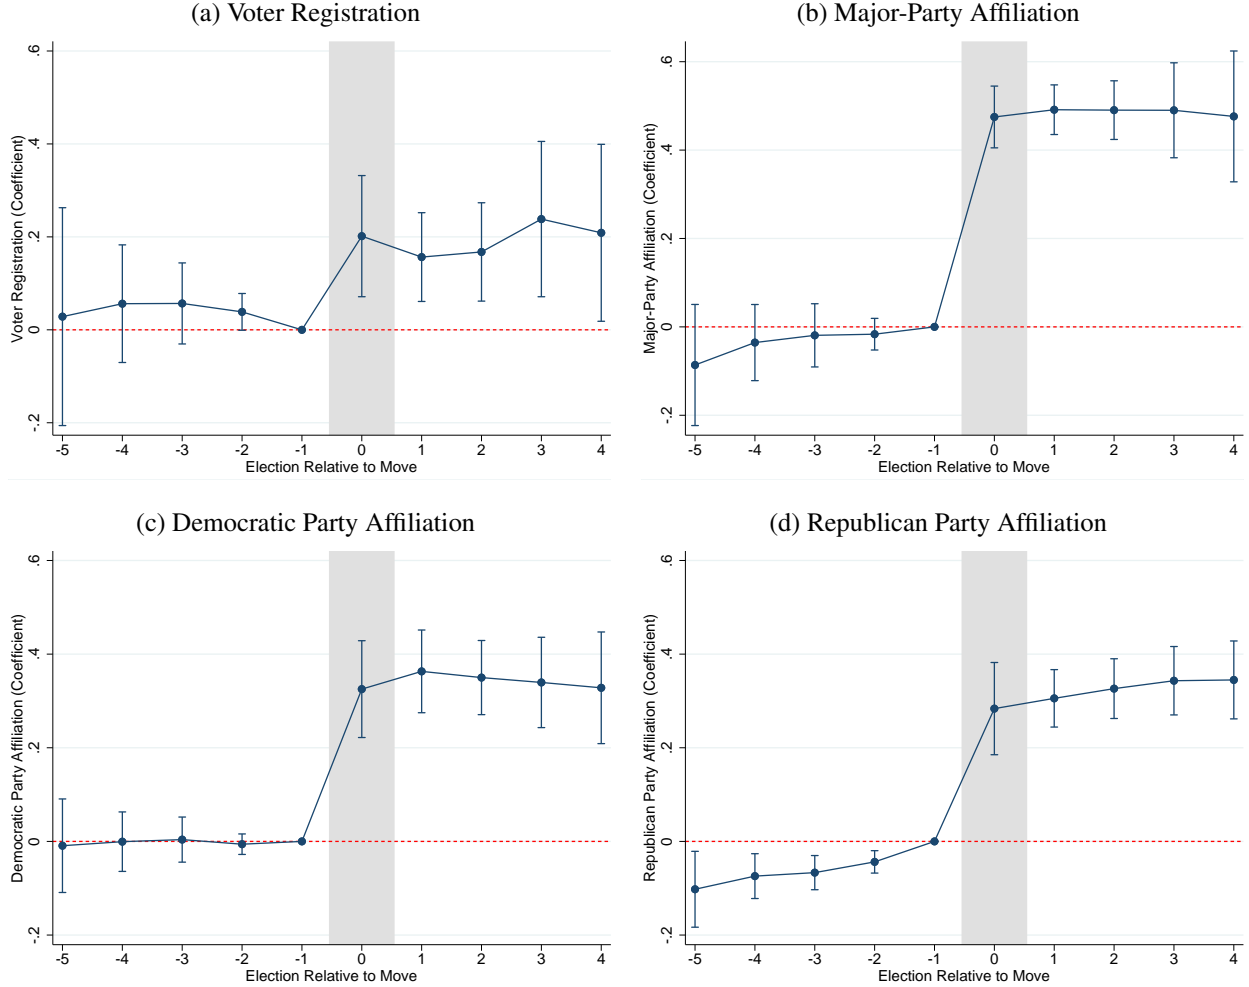 (a) Voter Registration
Voter Registration (Coefficient)
.6
.4
.2
0
-.2
-5 -4 -3 -2 -1 0 1 2 3 4
Election Relative to Move
(b) Major-Party Affiliation
Major-Party Affiliation (Coefficient)
.6
.4
.2
0
-.2
-5 -4 -3 -2 -1 0 1 2 3 4
Election Relative to Move
(c) Democratic Party Affiliation
Democratic Party Affiliation (Coefficient)
.6
.4
.2
0
-.2
-5 -4 -3 -2 -1 0 1 2 3 4
Election Relative to Move
(d) Republican Party Affiliation
Republican Party Affiliation (Coefficient)
.6
.4
.2
0
-.2
-5 -4 -3 -2 -1 0 1 2 3 4
Election Relative to Move